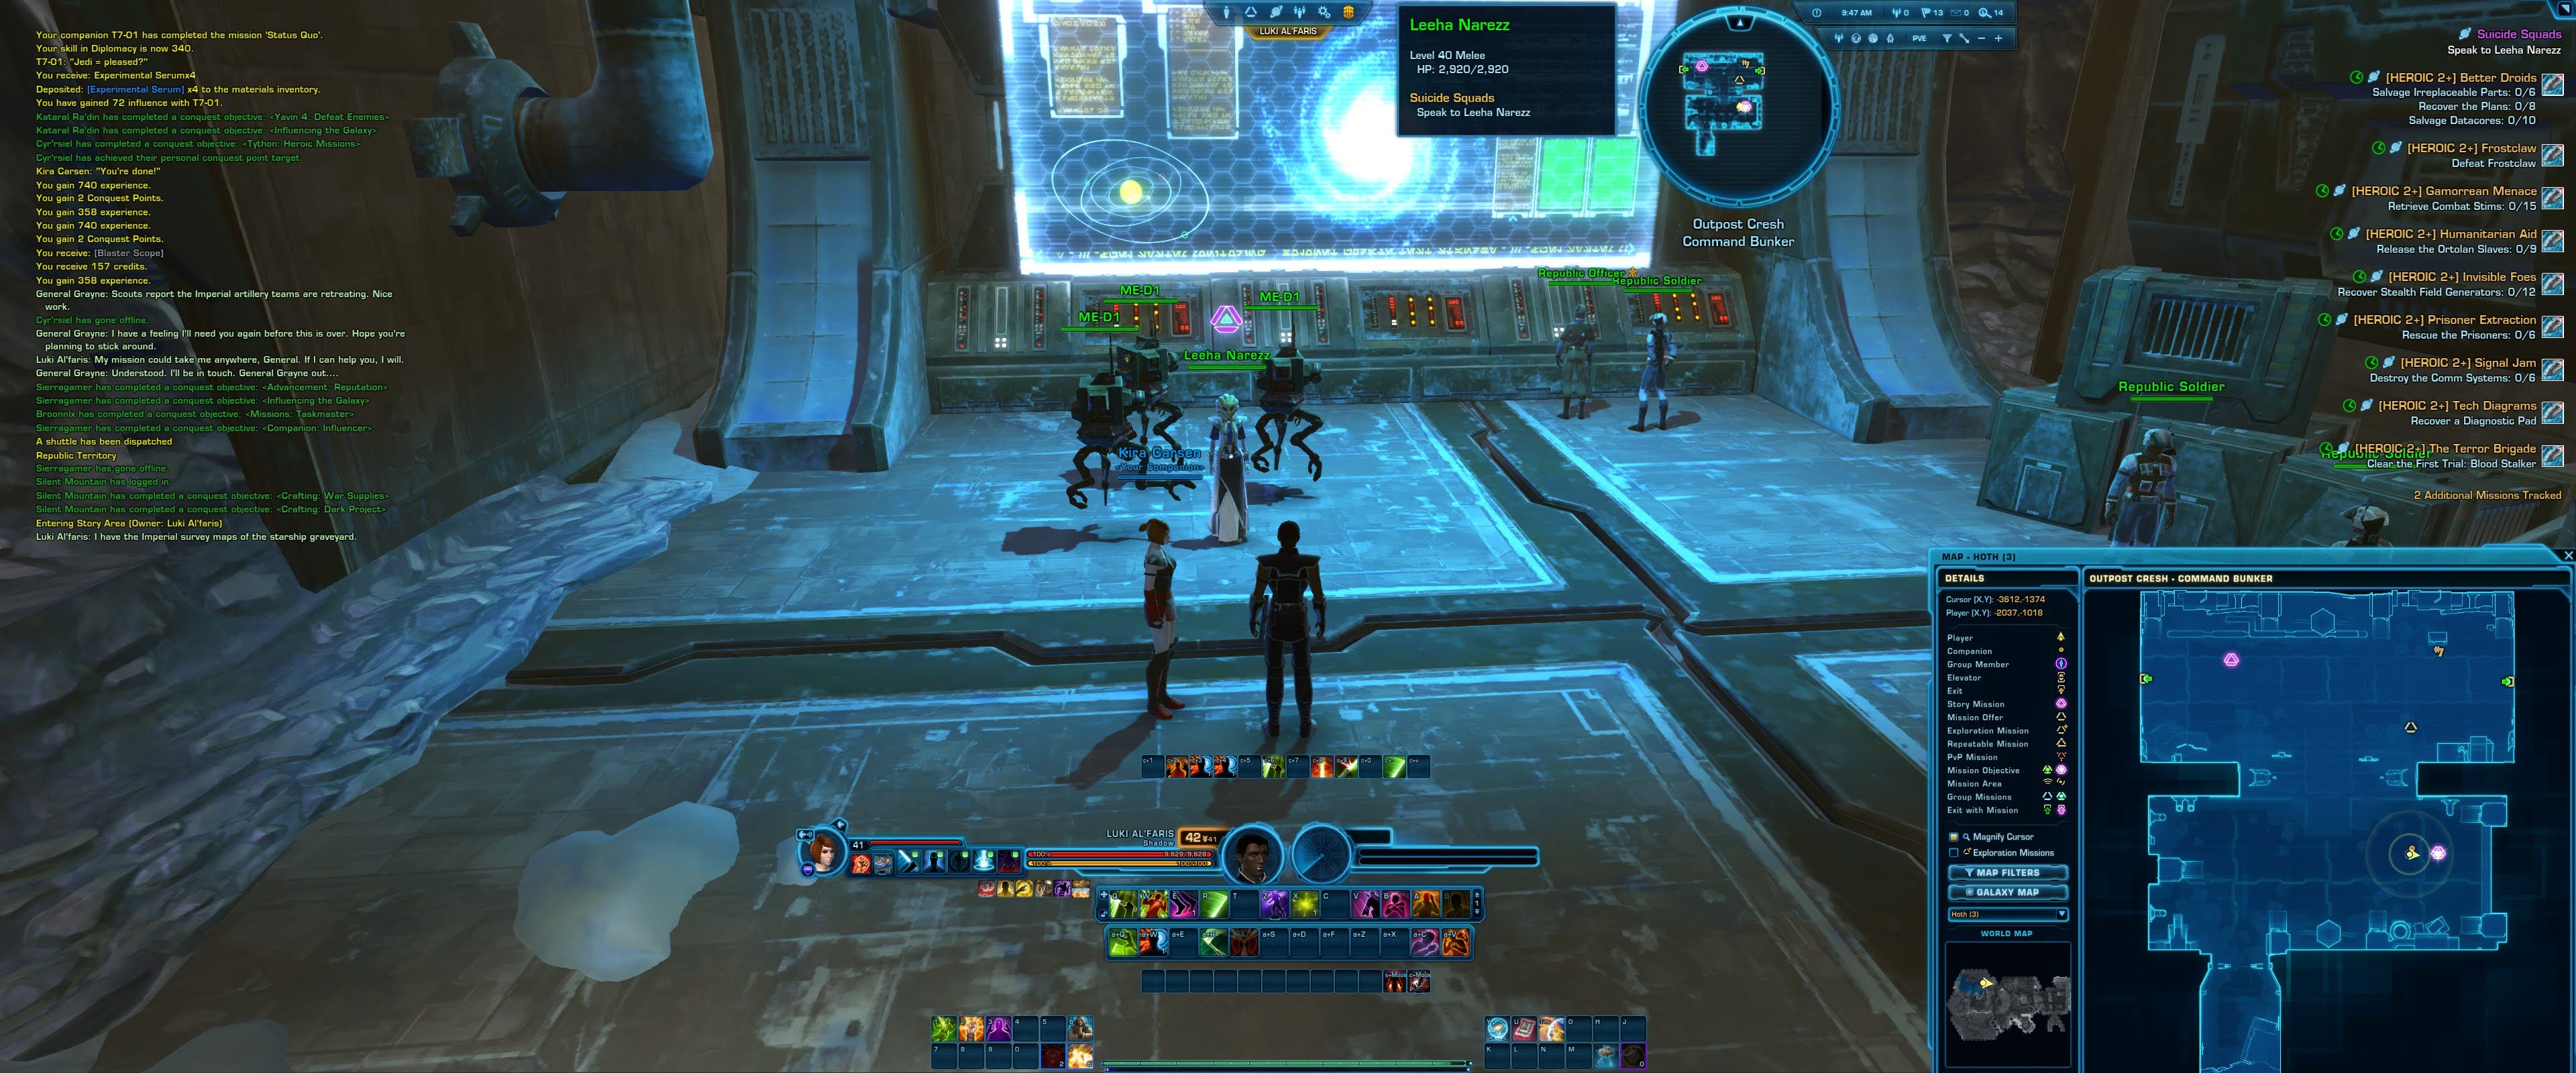 Your companion T7-01 has completed the mission 'Status Quo'.
Your skill in Diplomacy is now 340.
T7-01: "Jedi = pleased?"
You receive: Experimental Serumx4
Deposited: [Experimental Serum] x4 to the materials inventory.
You have gained 72 influence with T7-01.
Kataral Ra'din has completed a conquest objective: <Yavin 4: Defeat Enemies>
Kataral Ra'din has completed a conquest objective: <Influencing the Galaxy>
Cyr'rsiel has completed a conquest objective: <Tython: Heroic Missions>
Cyr'rsiel has achieved their personal conquest point target.
Kira Carsen: "You're done!"
You gain 740 experience.
You gain 2 Conquest Points.
You gain 358 experience.
You gain 740 experience.
You gain 2 Conquest Points.
You receive: [Blaster Scope]
You receive 157 credits.
You gain 358 experience.
General Grayne: Scouts report the Imperial artillery teams are retreating. Nice
work.
Cyr'rsiel has gone offline.
General Grayne: I have a feeling I'll need you again before this is over. Hope you're
planning to stick around.
Luki Al'faris: My mission could take me anywhere, General. If I can help you, I will.
General Grayne: Understood. I'll be in touch. General Grayne out....
Sierragamer has completed a conquest objective: <Advancement: Reputation>
Sierragamer has completed a conquest objective: <Influencing the Galaxy>
Broonnlx has completed a conquest objective: <Missions: Taskmaster>
Sierragamer has completed a conquest objective: <Companion: Influencer>
A shuttle has been dispatched
Republic Territory
Sierragamer has gone offline.
Silent Mountain has logged in.
Silent Mountain has completed a conquest objective: <Crafting: War Supplies>
Silent Mountain has completed a conquest objective: <Crafting: Dark Project>
Entering Story Area (Owner: Luki Al'faris)
Luki Al'faris: I have the Imperial survey maps of the starship graveyard.
LUKI AL'FARIS
Leeha Narezz
Level 40 Melee
HP: 2,920/2,920
Suicide Squads
Speak to Leeha Narezz
9:47 AM 0 13 0 14
PVE
Outpost Cresh
Command Bunker
Republic Officer
Republic Soldier
ME-D1
ME-D1
ME-D1
Leeha Narezz
Kira Carsen
<Your Companion>
Republic Soldier
Republic Soldier
Suicide Squads
Speak to Leeha Narezz
[HEROIC 2+] Better Droids
Salvage Irreplaceable Parts: 0/6
Recover the Plans: 0/8
Salvage Datacores: 0/10
[HEROIC 2+] Frostclaw
Defeat Frostclaw
[HEROIC 2+] Gamorrean Menace
Retrieve Combat Stims: 0/15
[HEROIC 2+] Humanitarian Aid
Release the Ortolan Slaves: 0/9
[HEROIC 2+] Invisible Foes
Recover Stealth Field Generators: 0/12
[HEROIC 2+] Prisoner Extraction
Rescue the Prisoners: 0/6
[HEROIC 2+] Signal Jam
Destroy the Comm Systems: 0/6
[HEROIC 2+] Tech Diagrams
Recover a Diagnostic Pad
[HEROIC 2+] The Terror Brigade
Clear the First Trial: Blood Stalker
2 Additional Missions Tracked
MAP • HOTH (3)
DETAILS
OUTPOST CRESH • COMMAND BUNKER
Cursor (X,Y): -3612,-1374
Player (X,Y): -2037,-1018
Player
Companion
Group Member
Elevator
Exit
Story Mission
Mission Offer
Exploration Mission
Repeatable Mission
PvP Mission
Mission Objective
Mission Area
Group Missions
Exit with Mission
Magnify Cursor
Exploration Missions
MAP FILTERS
GALAXY MAP
Hoth (3)
WORLD MAP
41
LUKI AL'FARIS
Shadow
42 41
100% 9,629/9,629
100% 100/100